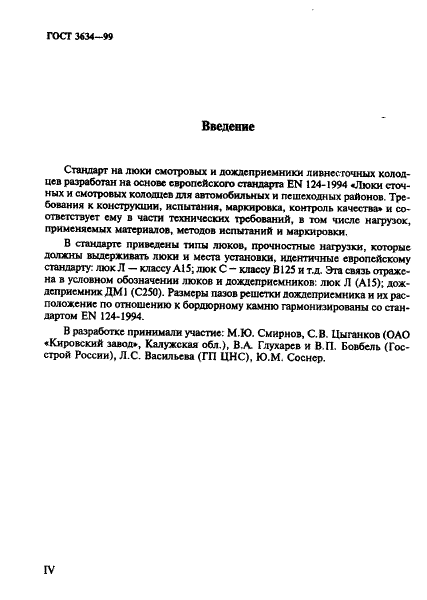 ГОСТ 3634—99
Введение
Стандарт на люки смотровых и дождеприемники ливнесточных колод-
цев разработан на основе европейского стандарта EN 124-1994 «Люки сточ-
ных и смотровых колодцев для автомобильных и пешеходных районов. Тре-
бования к конструкции, испытания, маркировка, контроль качества» и со-
ответствует ему в части технических требований, в том числе нагрузок,
применяемых материалов, методов испытаний и маркировки.
В стандарте приведены типы люков, прочностные нагрузки, которые
должны выдерживать люки и места установки, идентичные европейскому
стандарту: люк Л — классу А15; люк С — классу В125 и т.д. Эта связь отраже-
на в условном обозначении люков и дождеприемников: люк Л (А15); дож-
деприемник ДМ1 (С250). Размеры пазов решетки дождеприемника и их рас-
положение по отношению к бордюрному камню гармонизированы со стан-
дартом EN 124-1994.
В разработке принимали участие: М.Ю. Смирнов, С.В. Цыганков (ОАО
«Кировский завод», Калужская обл.), В.А. Глухарев и В.П. Бовбель (Гос-
строй России), Л.С. Васильева (ГП ЦНС), Ю.М. Соснер.
IV